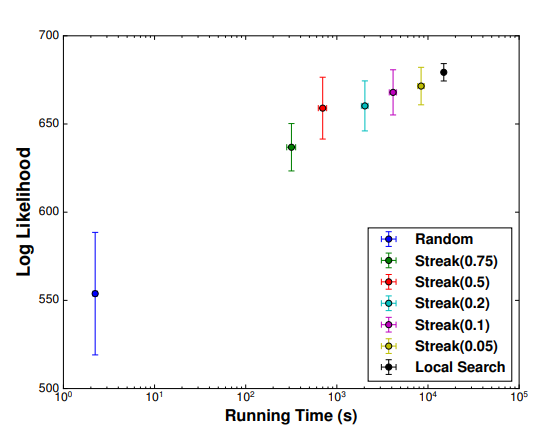 700
650
600
550
500
Log Likelihood
10^0
10^1
10^2
10^3
10^4
10^5
Running Time (s)
Random
Streak(0.75)
Streak(0.5)
Streak(0.2)
Streak(0.1)
Streak(0.05)
Local Search